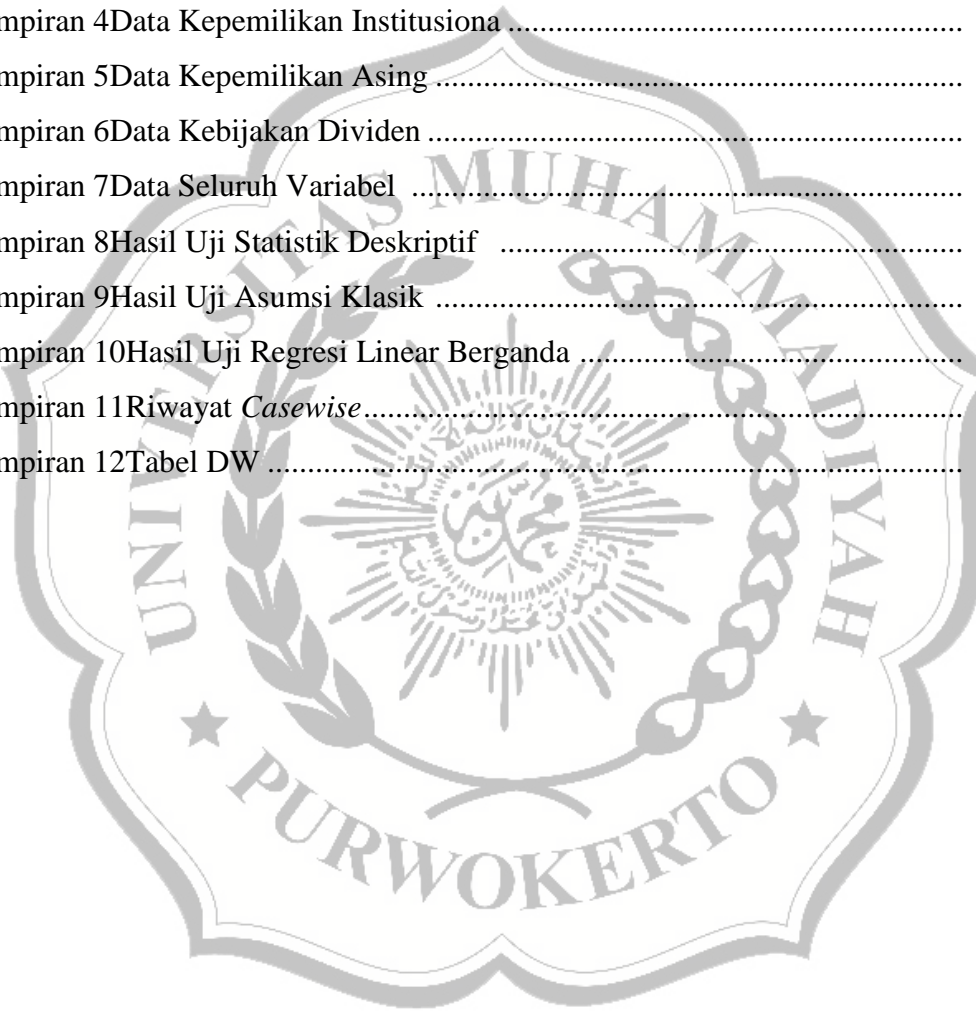 mpiran 4Data Kepemilikan Institusiona ..........................................................
mpiran 5Data Kepemilikan Asing ...................................................................
mpiran 6Data Kebijakan Dividen ....................................................................
mpiran 7Data Seluruh Variabel ......................................................................
mpiran 8Hasil Uji Statistik Deskriptif ...........................................................
mpiran 9Hasil Uji Asumsi Klasik ...................................................................
mpiran 10Hasil Uji Regresi Linear Berganda .................................................
mpiran 11Riwayat Casewise............................................................................
mpiran 12Tabel DW ........................................................................................
UNIVERSITAS MUHAMMADIYAH
PURWOKERTO